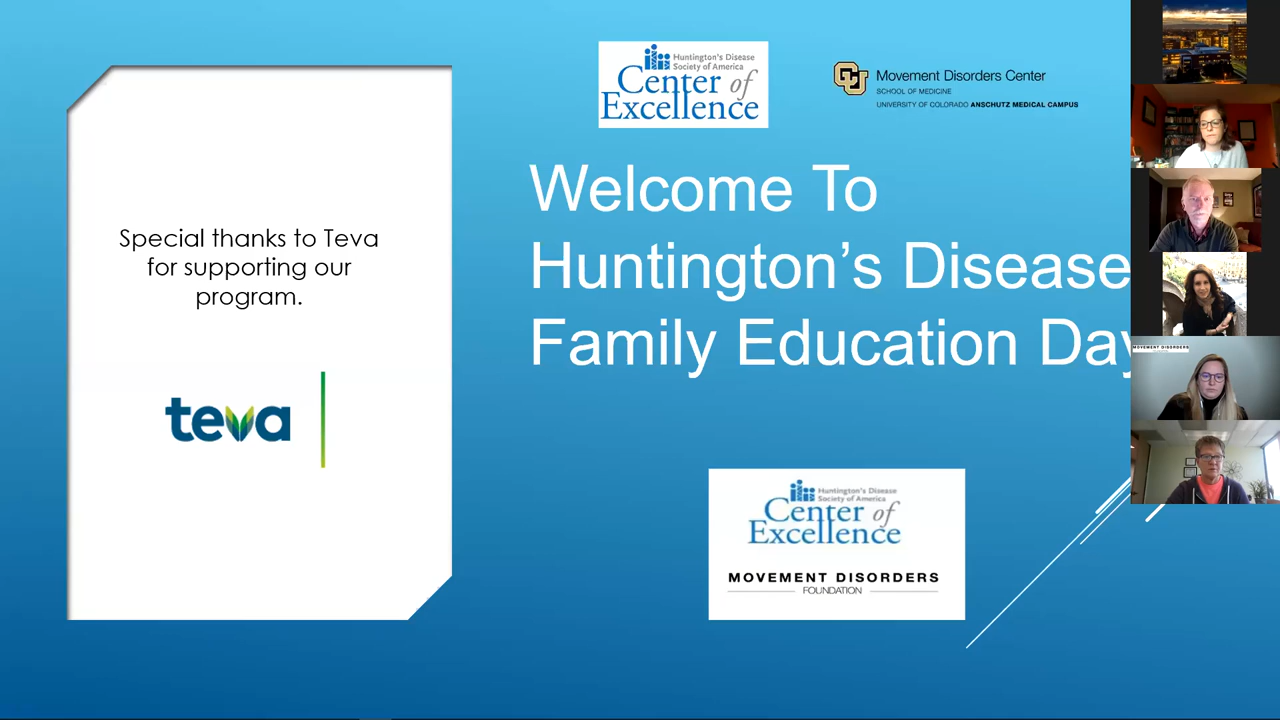 Special thanks to Teva
for supporting our
program.
teva
Huntington's Disease
Society of America
Center of
Excellence
Movement Disorders Center
SCHOOL OF MEDICINE
UNIVERSITY OF COLORADO ANSCHUTZ MEDICAL CAMPUS
Welcome To
Huntington’s Disease
Family Education Day
Huntington's Disease
Society of America
Center of
Excellence
MOVEMENT DISORDERS
FOUNDATION
MOVEMENT DISORDERS